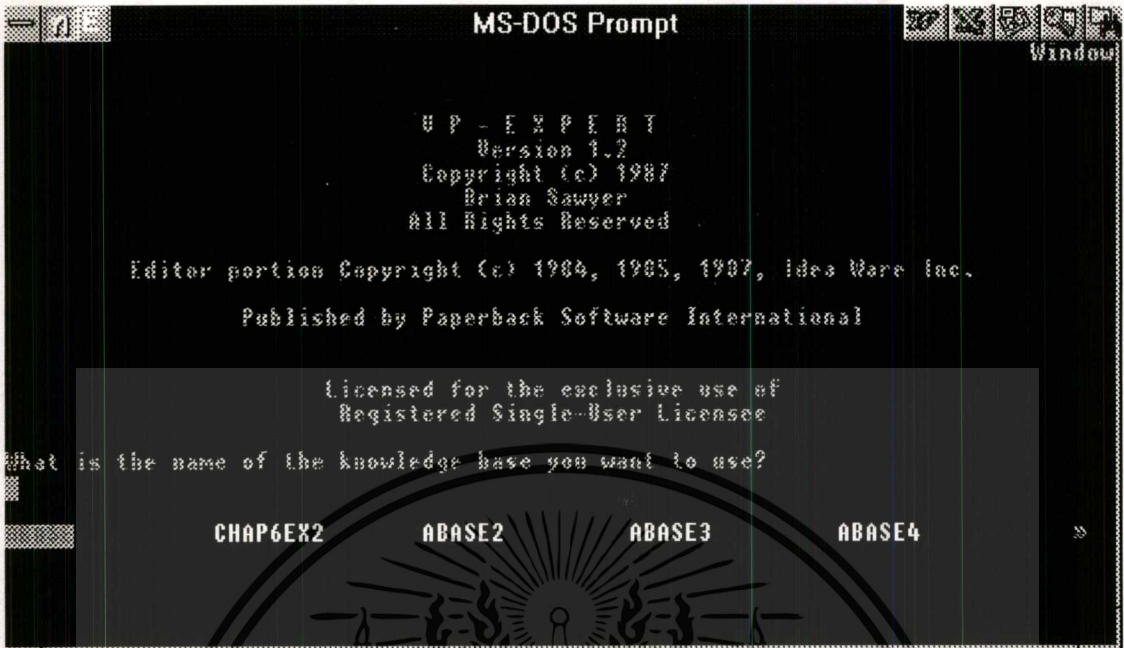 MS-DOS Prompt
Window
VP-EXPERT
Version 1.2
Copyright (c) 1987
Brian Sawyer
All Rights Reserved
Editor portion Copyright (c) 1984, 1985, 1987, Idea Ware Inc.
Published by Paperback Software International
Licensed for the exclusive use of
Registered Single-User Licensee
What is the name of the knowledge base you want to use?
CHAP6EX2 ABASE2 ABASE3 ABASE4 »